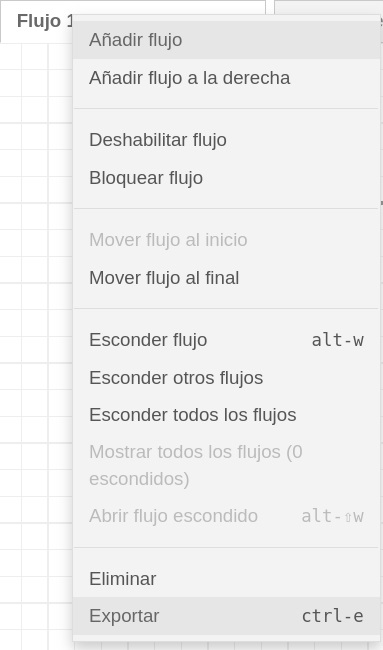 Flujo 1
Añadir flujo
Añadir flujo a la derecha
Deshabilitar flujo
Bloquear flujo
Mover flujo al inicio
Mover flujo al final
Esconder flujo alt-w
Esconder otros flujos
Esconder todos los flujos
Mostrar todos los flujos (0
escondidos)
Abrir flujo escondido alt-⇧w
Eliminar
Exportar ctrl-e